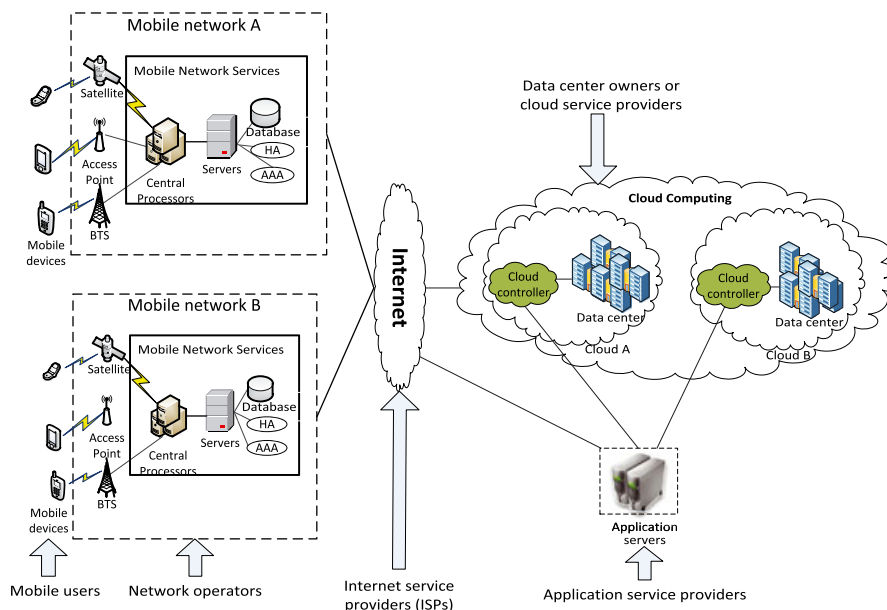 Mobile network A
Mobile Network Services
Satellite
Database
HA
AAA
Access
Point
Servers
Central
Processors
BTS
Mobile
devices
Mobile network B
Mobile Network Services
Satellite
Database
HA
AAA
Access
Point
Servers
Central
Processors
BTS
Mobile
devices
Mobile users
Network operators
Internet
Internet service
providers (ISPs)
Data center owners or
cloud service providers
Cloud Computing
Cloud
controller
Data center
Cloud A
Cloud
controller
Data center
Cloud B
Application
servers
Application service providers